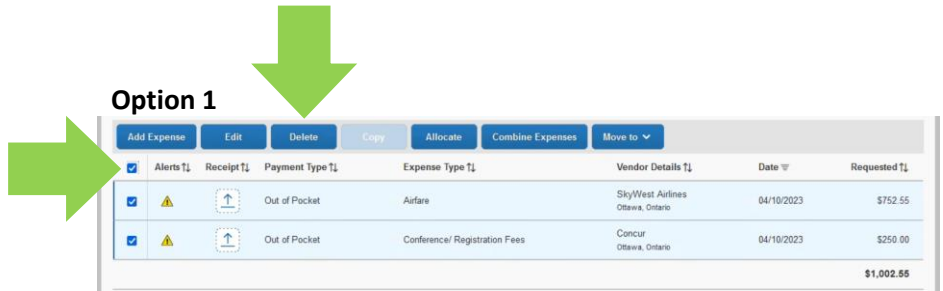 Option 1
Add Expense Edit Delete Copy Allocate Combine Expenses Move to
Alerts Receipt Payment Type Expense Type Vendor Details Date Requested
Out of Pocket Airfare SkyWest Airlines 04/10/2023 $752.55
Ottawa, Ontario
Out of Pocket Conference/ Registration Fees Concur 04/10/2023 $250.00
Ottawa, Ontario
$1,002.55